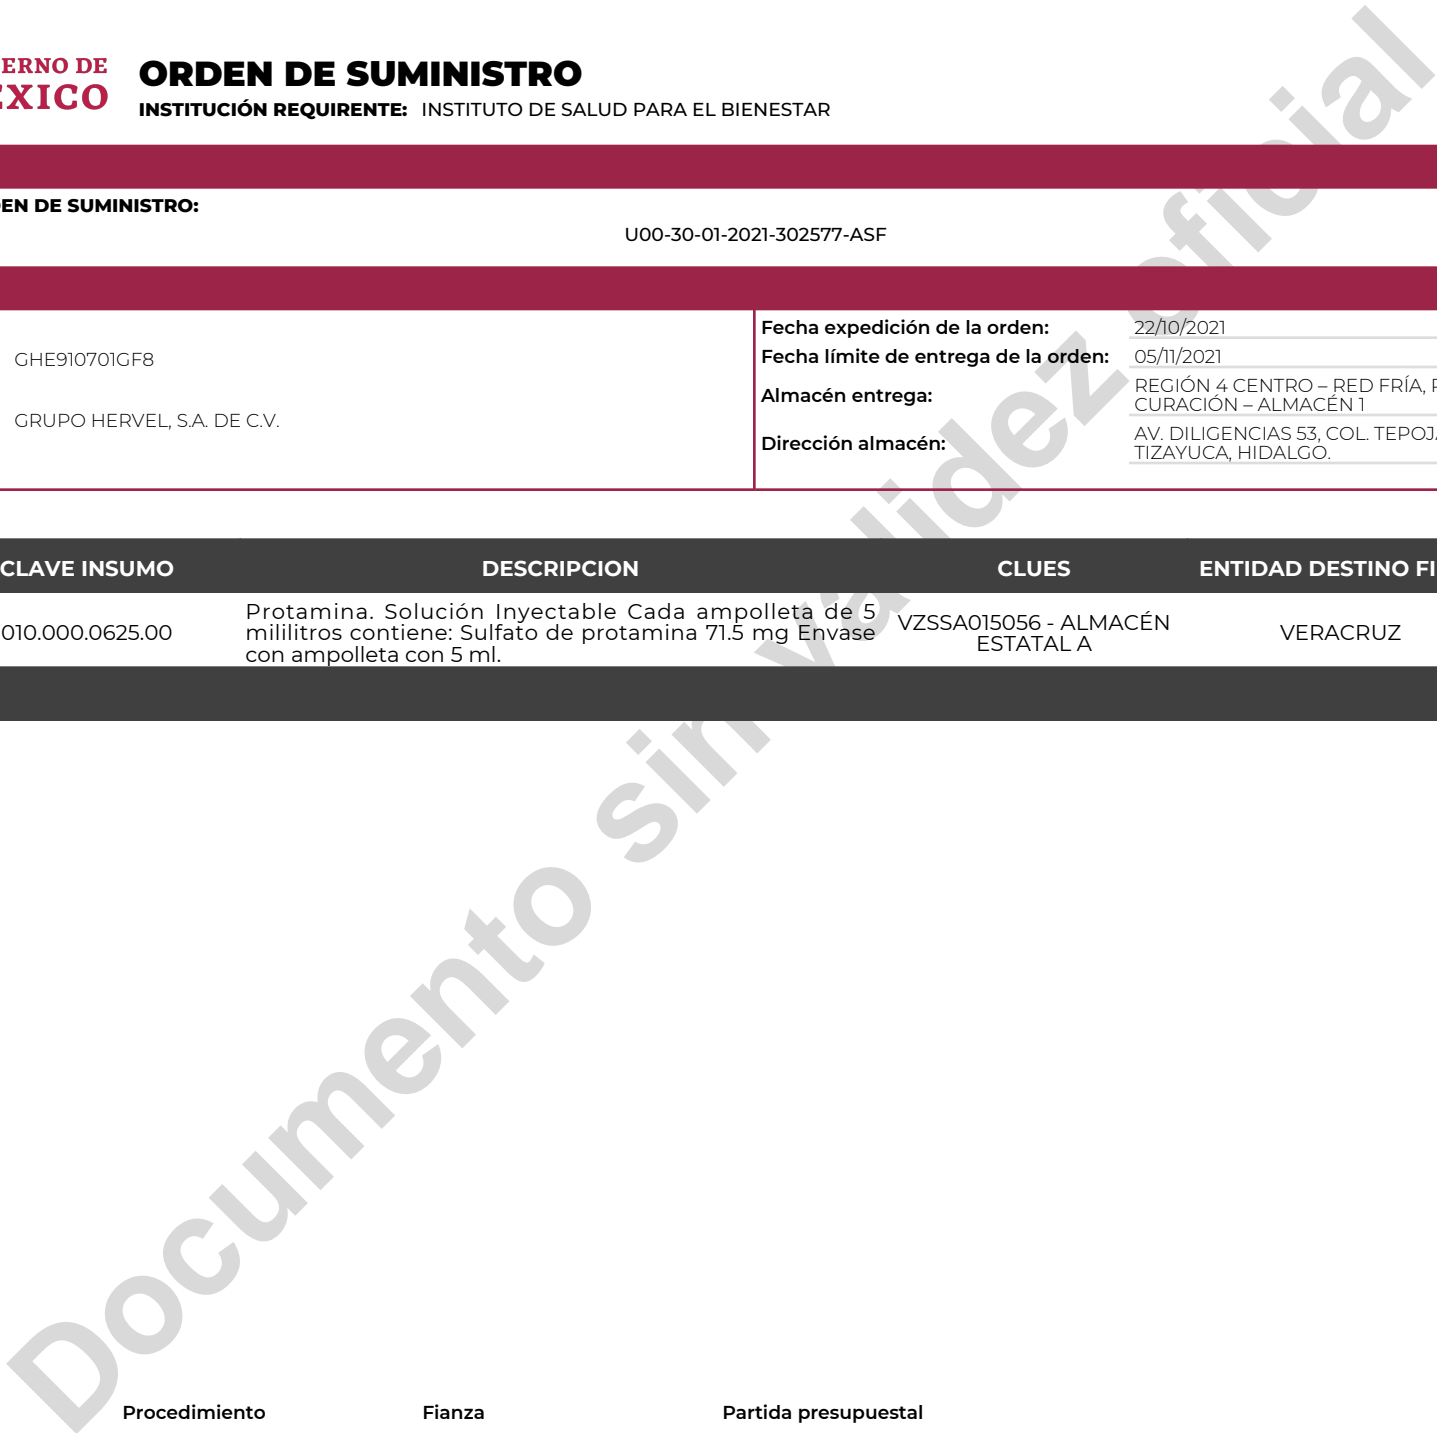 ERNO DE
EXICO
ORDEN DE SUMINISTRO
INSTITUCIÓN REQUIRENTE: INSTITUTO DE SALUD PARA EL BIENESTAR
EN DE SUMINISTRO:
U00-30-01-2021-302577-ASF
GHE910701GF8
GRUPO HERVEL, S.A. DE C.V.
Fecha expedición de la orden: 22/10/2021
Fecha límite de entrega de la orden: 05/11/2021
Almacén entrega: REGIÓN 4 CENTRO – RED FRÍA,
CURACIÓN – ALMACÉN 1
Dirección almacén: AV. DILIGENCIAS 53, COL. TEPOJ
TIZAYUCA, HIDALGO.
CLAVE INSUMO DESCRIPCION CLUES ENTIDAD DESTINO FI
010.000.0625.00
Protamina. Solución Inyectable Cada ampolleta de 5
mililitros contiene: Sulfato de protamina 71.5 mg Envase
con ampolleta con 5 ml.
VZSSA015056 - ALMACÉN
ESTATAL A
VERACRUZ
Documento sin validez oficial
Procedimiento Fianza Partida presupuestal